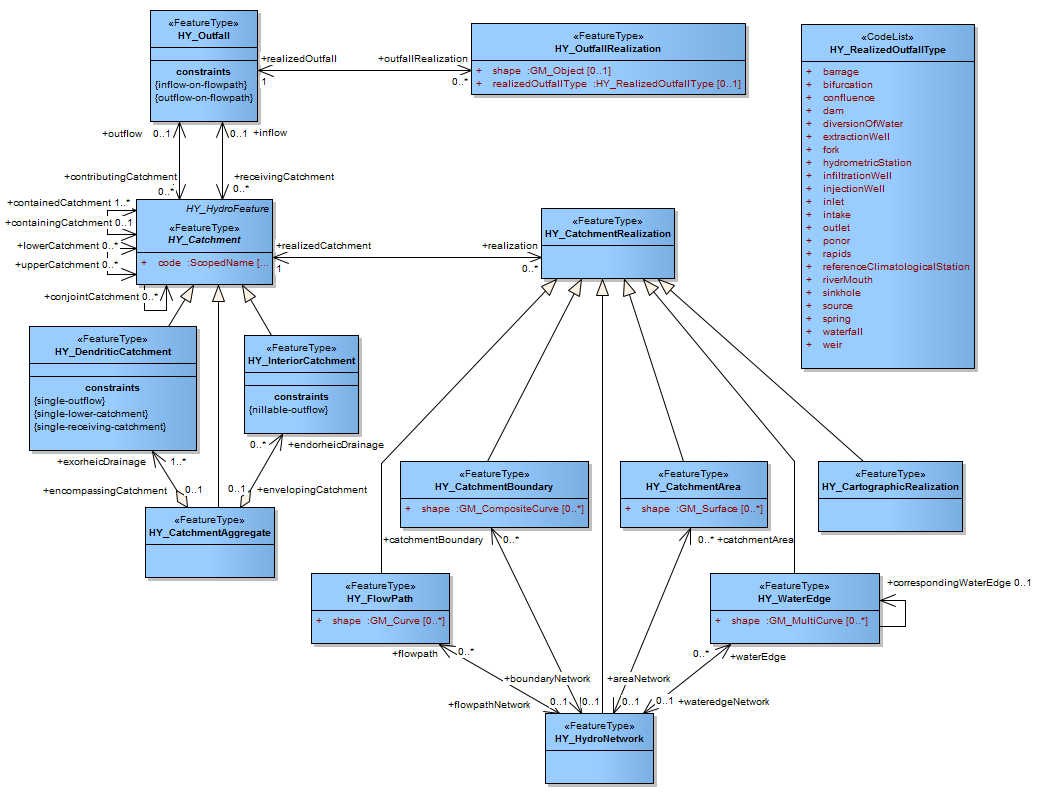 «FeatureType»
HY_Outfall
constraints
{inflow-on-flowpath}
{outflow-on-flowpath}
+realizedOutfall
1
+outfallRealization
0..*
«FeatureType»
HY_OutfallRealization
+ shape :GM_Object [0..1]
+ realizedOutfallType :HY_RealizedOutfallType [0..1]
«CodeList»
HY_RealizedOutfallType
+ barrage
+ bifurcation
+ confluence
+ dam
+ diversionOfWater
+ extractionWell
+ fork
+ hydrometricStation
+ infiltrationWell
+ injectionWell
+ inlet
+ intake
+ outlet
+ ponor
+ rapids
+ referenceClimatologicalStation
+ riverMouth
+ sinkhole
+ source
+ spring
+ waterfall
+ weir
+outflow 0..1
0..1 +inflow
+contributingCatchment
0..*
+receivingCatchment
0..*
+containedCatchment 1..*
+containingCatchment 0..1
+lowerCatchment 0..*
+upperCatchment 0..*
+conjointCatchment 0..*
HY_HydroFeature
«FeatureType»
HY_Catchment
+ code :ScopedName [...
+realizedCatchment
1
+realization
0..*
«FeatureType»
HY_CatchmentRealization
«FeatureType»
HY_DendriticCatchment
constraints
{single-outflow}
{single-lower-catchment}
{single-receiving-catchment}
«FeatureType»
HY_InteriorCatchment
constraints
{nillable-outflow}
+exorheicDrainage 1..*
0..* +endorheicDrainage
+encompassingCatchment 0..1
0..1 +envelopingCatchment
«FeatureType»
HY_CatchmentAggregate
«FeatureType»
HY_CatchmentBoundary
+ shape :GM_CompositeCurve [0..*]
«FeatureType»
HY_CatchmentArea
+ shape :GM_Surface [0..*]
«FeatureType»
HY_CartographicRealization
+catchmentBoundary 0..*
0..* +catchmentArea
«FeatureType»
HY_FlowPath
+ shape :GM_Curve [0..*]
«FeatureType»
HY_WaterEdge
+ shape :GM_MultiCurve [0..*]
+correspondingWaterEdge 0..1
+flowpath 0..*
0..* +waterEdge
+boundaryNetwork
+areaNetwork
+flowpathNetwork
0..1
0..1
0..1
0..1 +wateredgeNetwork
«FeatureType»
HY_HydroNetwork